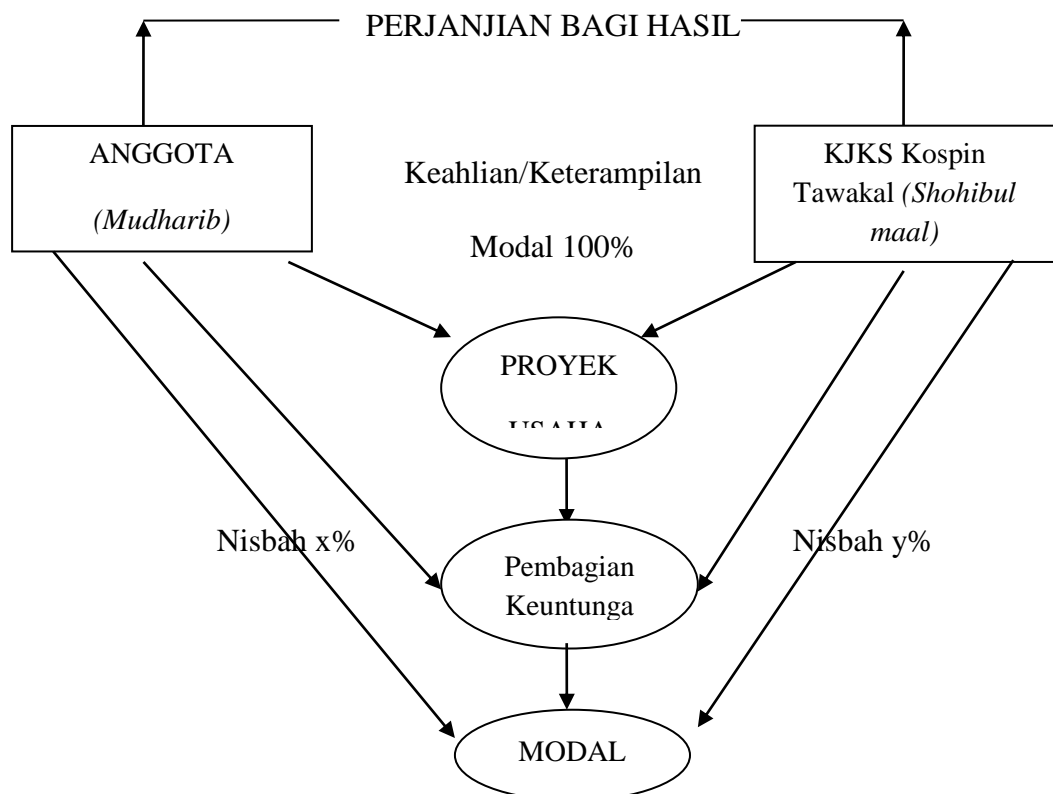 PERJANJIAN BAGI HASIL
ANGGOTA
(Mudharib)
Keahlian/Keterampilan
Modal 100%
KJKS Kospin
Tawakal (Shohibul
maal)
PROYEK
USAHA
Nisbah x%
Nisbah y%
Pembagian
Keuntunga
MODAL